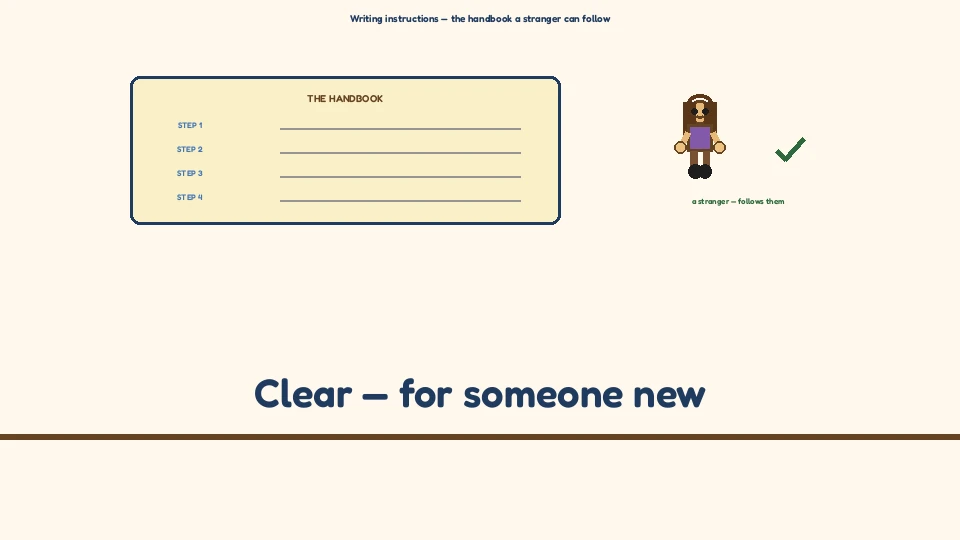 Writing instructions — the handbook a stranger can follow
THE HANDBOOK
STEP 1
STEP 2
STEP 3
STEP 4
a stranger — follows them
Clear — for someone new